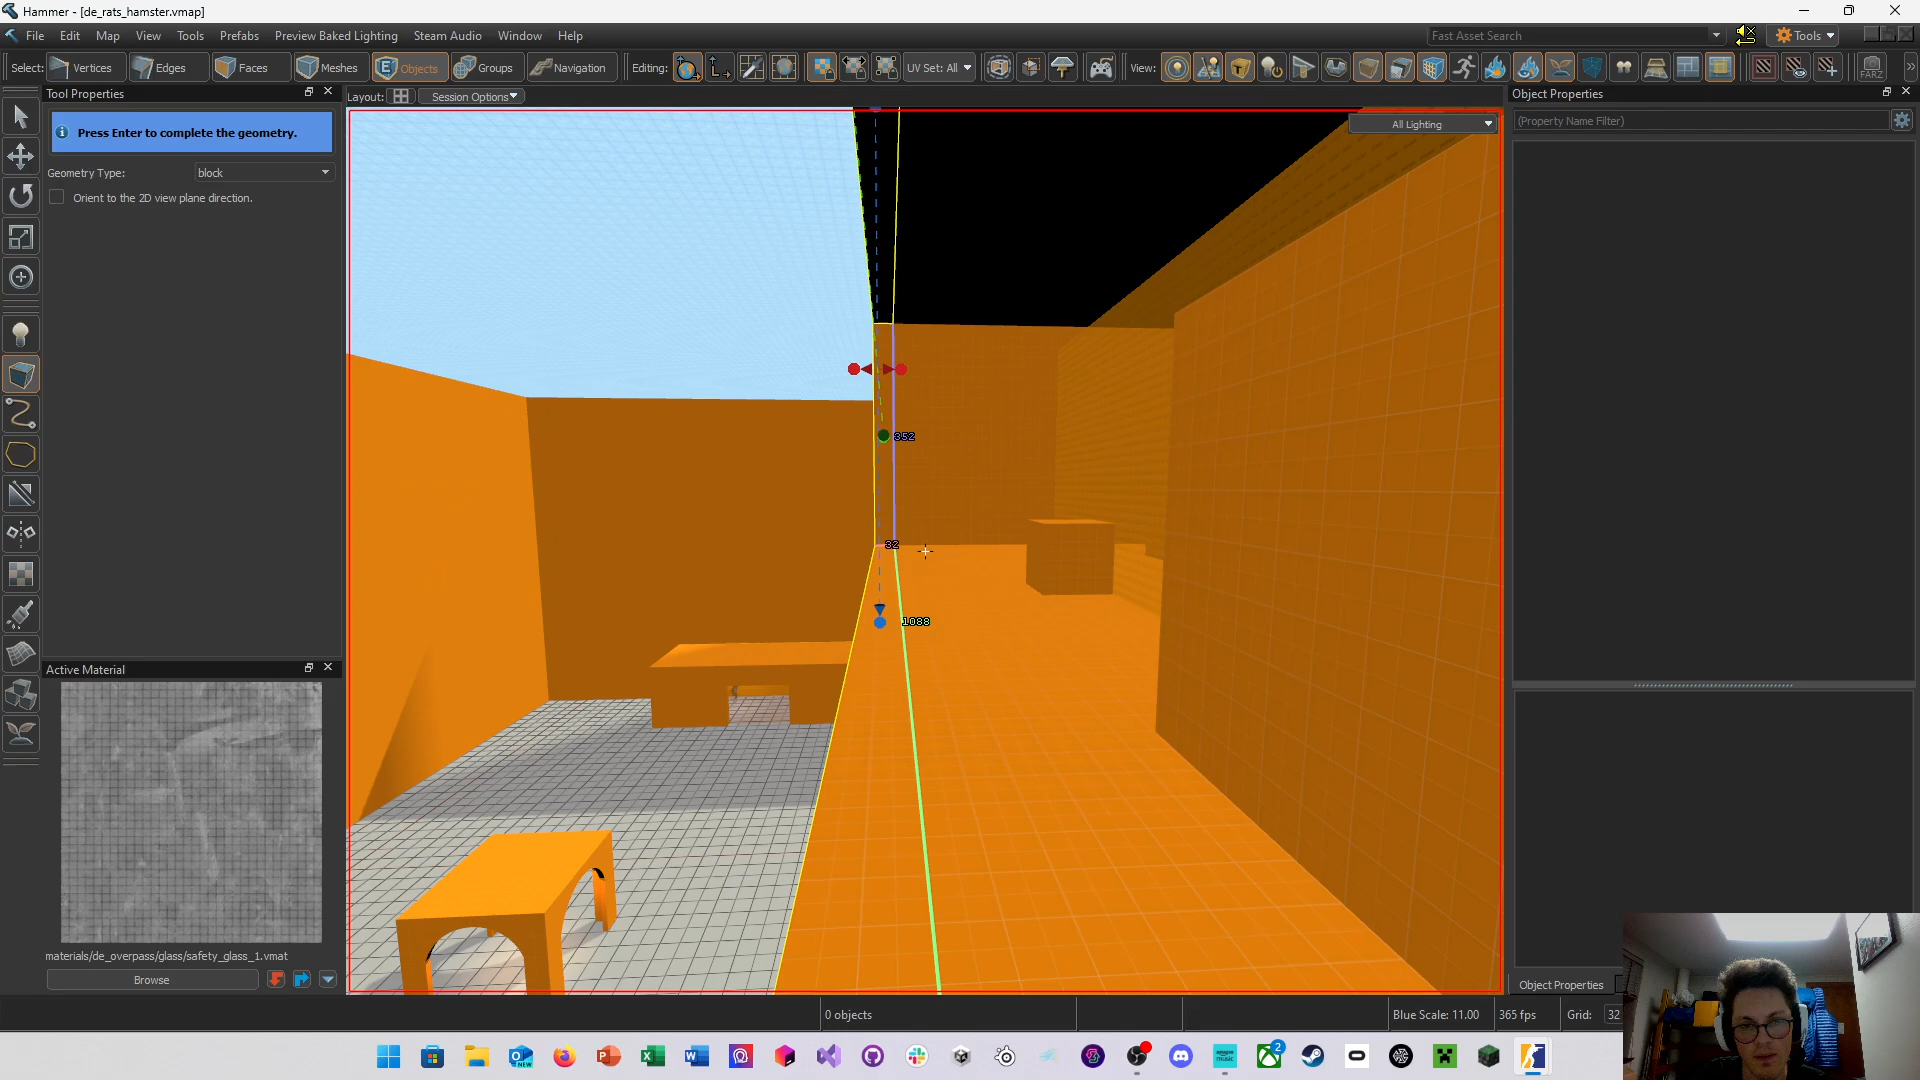 Hammer - [de_rats_hamster.vmap]
File Edit Map View Tools Prefabs Preview Baked Lighting Steam Audio Window Help
Fast Asset Search
Tools
Select: Vertices Edges Faces Meshes Objects Groups Navigation Editing: UV Set: All View:
FARZ
Tool Properties
Layout: Session Options
Object Properties
Press Enter to complete the geometry.
All Lighting
(Property Name Filter)
Geometry Type: block
Orient to the 2D view plane direction.
352
32
1088
Active Material
materials/de_overpass/glass/safety_glass_1.vmat
Browse
Object Properties
0 objects
Blue Scale: 11.00
365 fps
Grid: 32
NEW
2